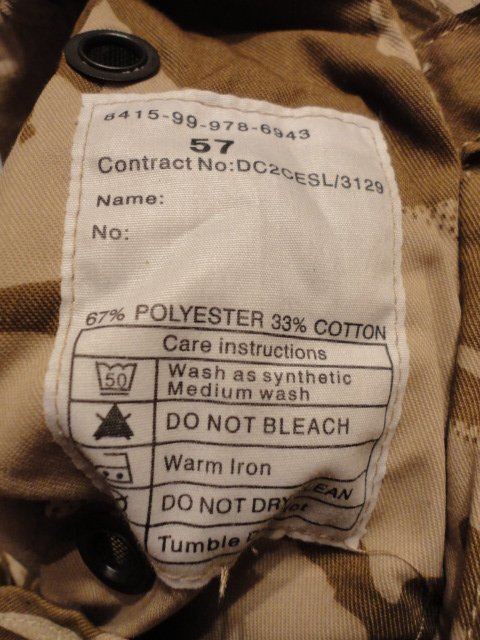 8415-99-978-6943
57
Contract No:DC2CESL/3129
Name:
No:
67% POLYESTER 33% COTTON
Care instructions
50
Wash as synthetic
Medium wash
DO NOT BLEACH
Warm Iron
DO NOT DRY
Tumble